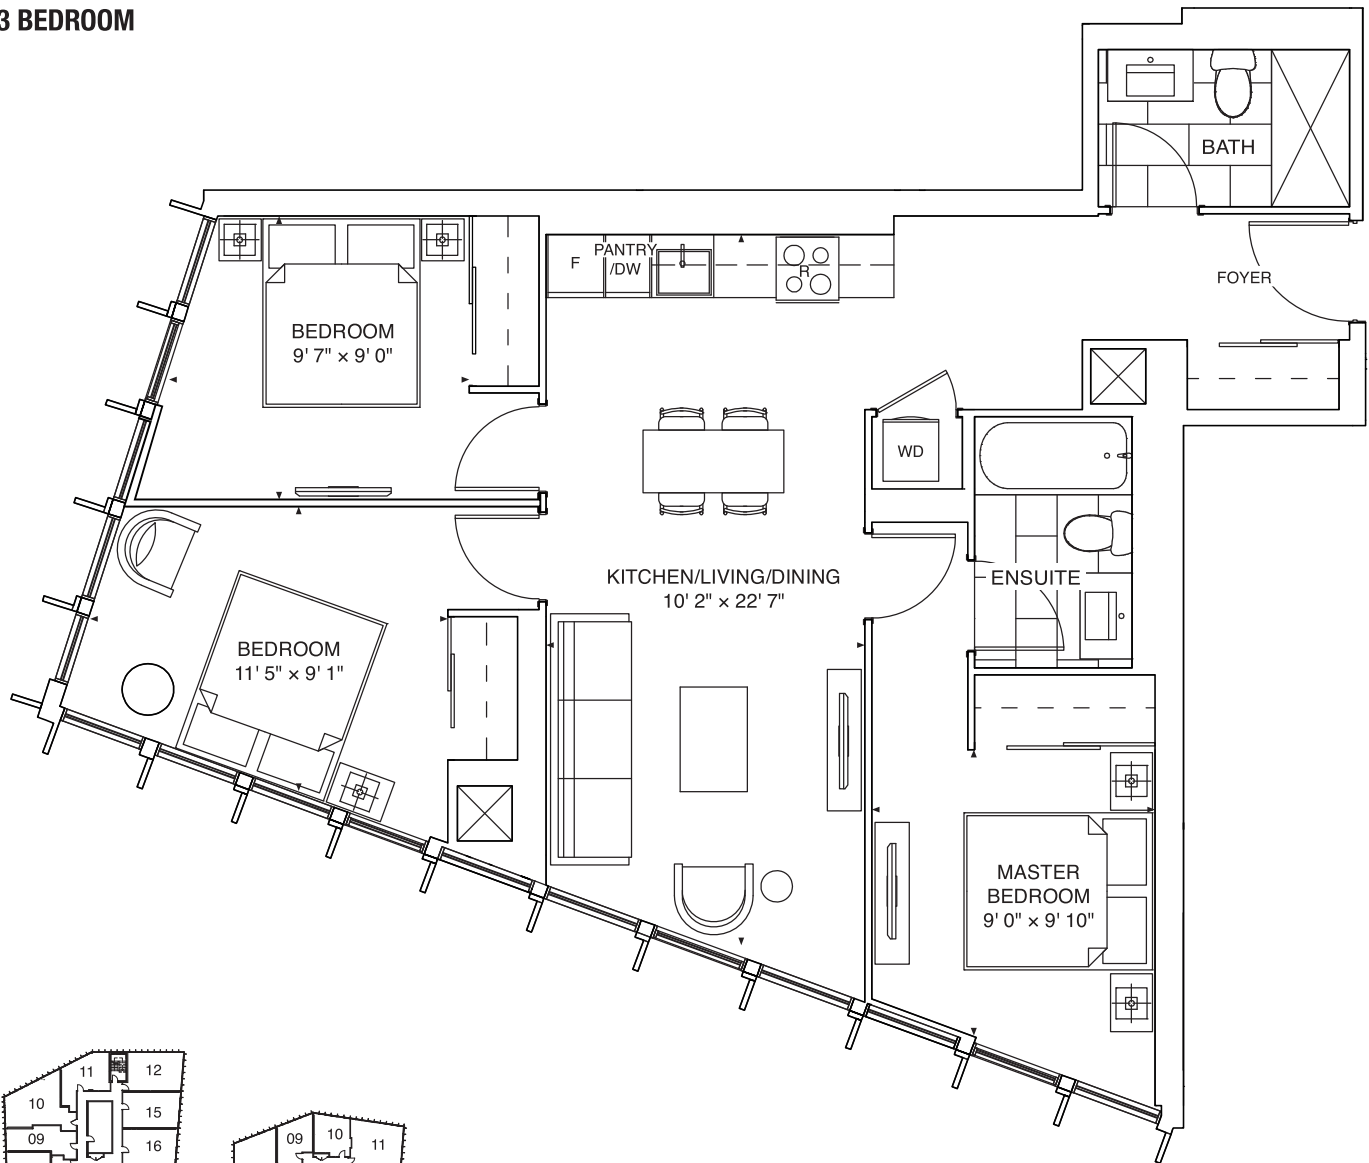 3 BEDROOM
BATH
FOYER
F
PANTRY
/DW
R
BEDROOM
9' 7" × 9' 0"
WD
KITCHEN/LIVING/DINING
10' 2" × 22' 7"
ENSUITE
BEDROOM
11' 5" × 9' 1"
MASTER
BEDROOM
9' 0" × 9' 10"
11
12
10
15
09
16
09
10
11